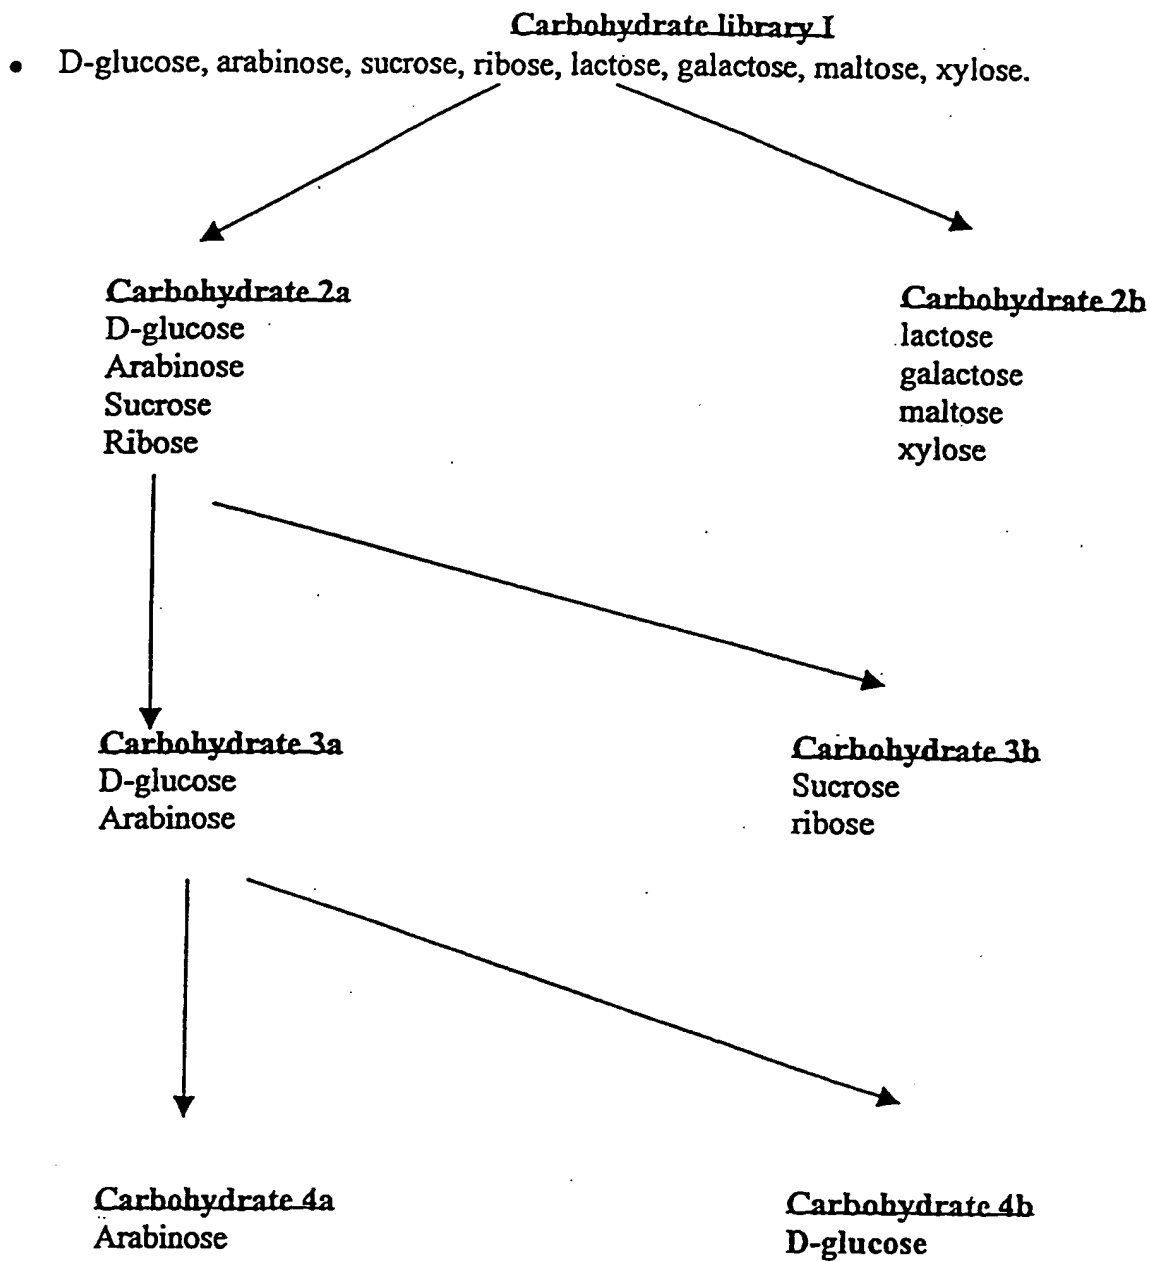 Carbohydrate library I
• D-glucose, arabinose, sucrose, ribose, lactose, galactose, maltose, xylose.
Carbohydrate 2a
D-glucose
Arabinose
Sucrose
Ribose
Carbohydrate 2b
lactose
galactose
maltose
xylose
Carbohydrate 3a
D-glucose
Arabinose
Carbohydrate 3b
Sucrose
ribose
Carbohydrate 4a
Arabinose
Carbohydrate 4b
D-glucose